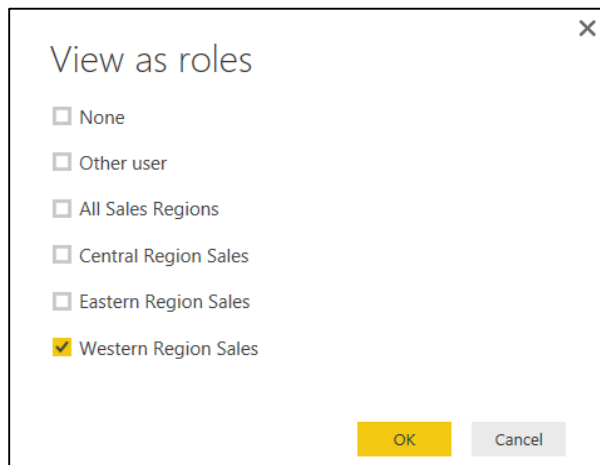 View as roles
None
Other user
All Sales Regions
Central Region Sales
Eastern Region Sales
Western Region Sales
OK Cancel